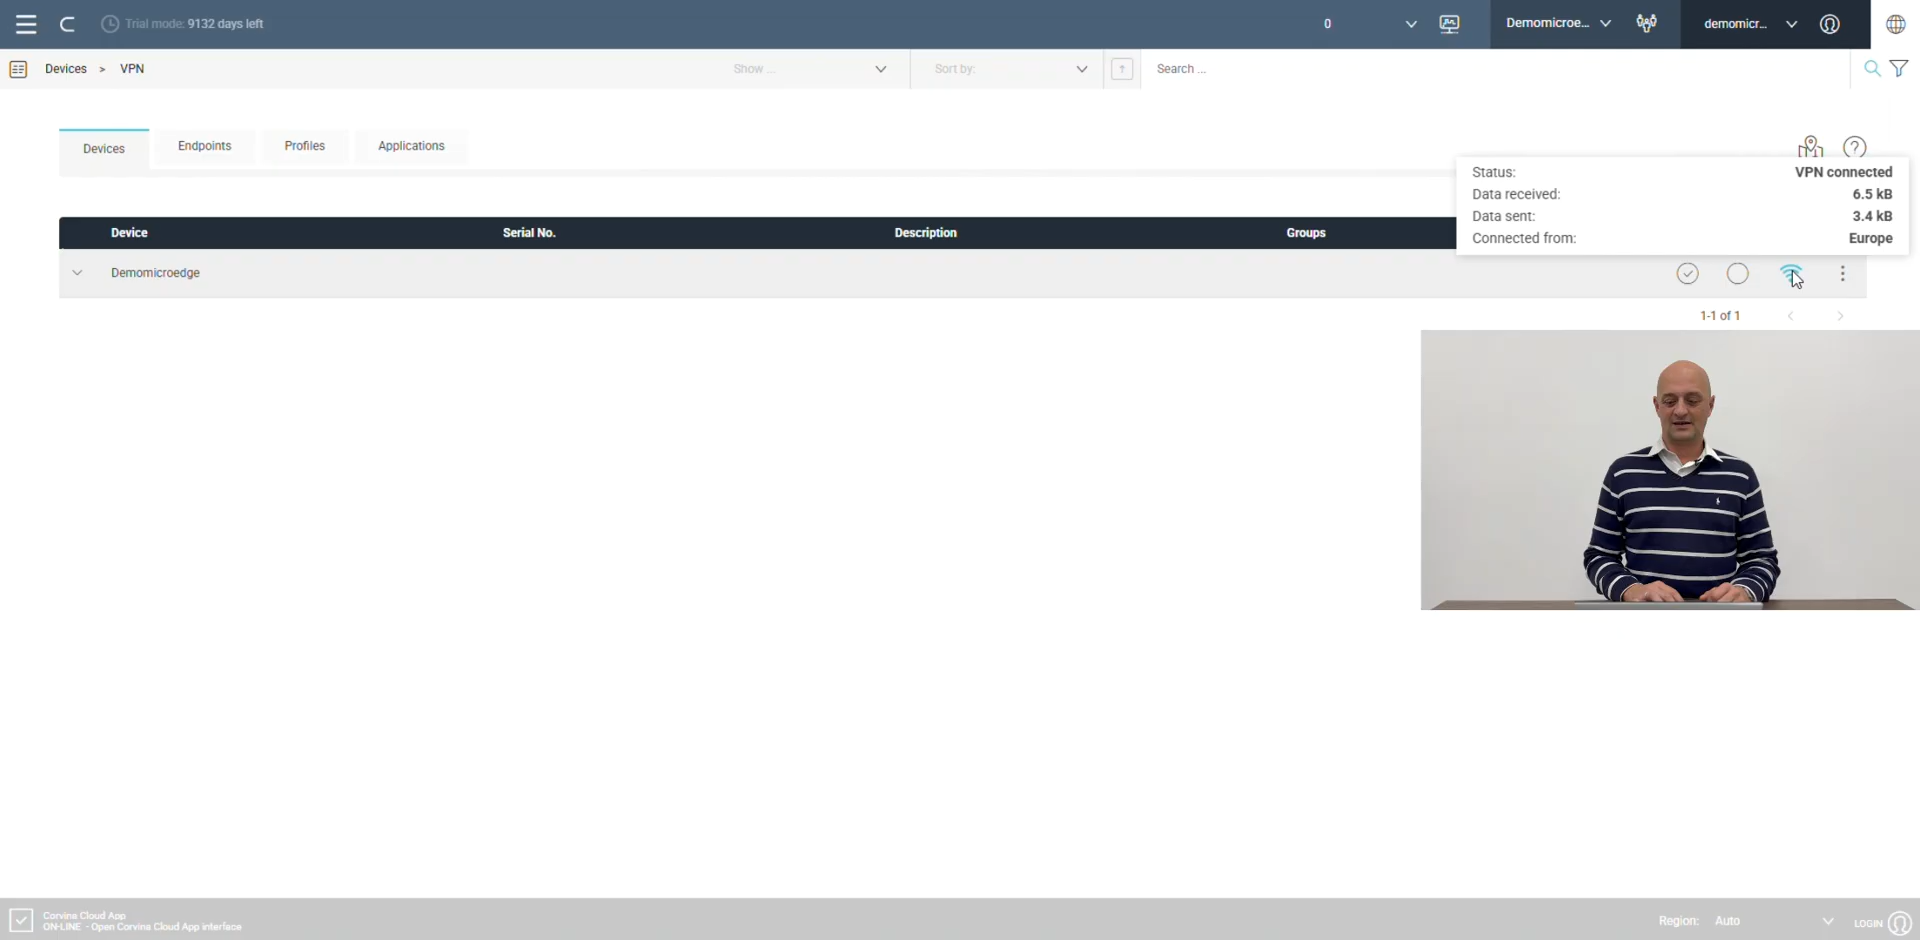 Trial mode: 9132 days left
0
Demomicroe...
demomicr...
Devices > VPN
Show ...
Sort by:
Search ...
Devices
Endpoints
Profiles
Applications
Status: VPN connected
Data received: 6.5 kB
Data sent: 3.4 kB
Connected from: Europe
Device
Serial No.
Description
Groups
Demomicroedge
1-1 of 1
Corvina Cloud App
ON-LINE - Open Corvina Cloud App interface
Region: Auto
LOGIN